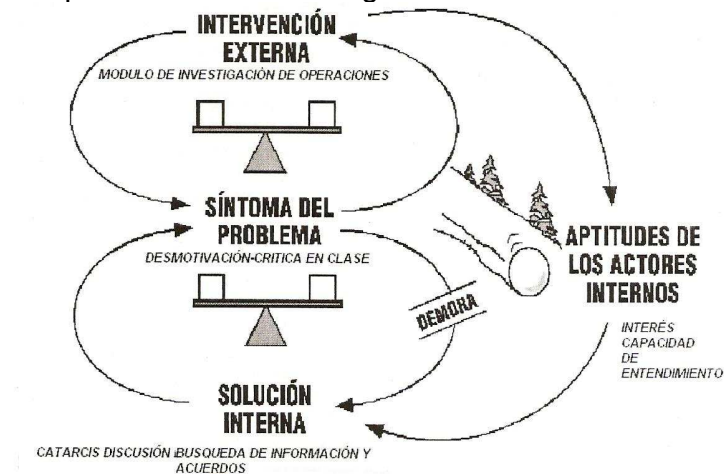 INTERVENCIÓN
EXTERNA
MODULO DE INVESTIGACIÓN DE OPERACIONES
SÍNTOMA DEL
PROBLEMA
DESMOTIVACIÓN-CRITICA EN CLASE
DEMORA
APTITUDES DE
LOS ACTORES
INTERNOS
INTERÉS
CAPACIDAD
DE
ENTENDIMIENTO
SOLUCIÓN
INTERNA
CATARCIS DISCUSIÓN BUSQUEDA DE INFORMACIÓN Y
ACUERDOS